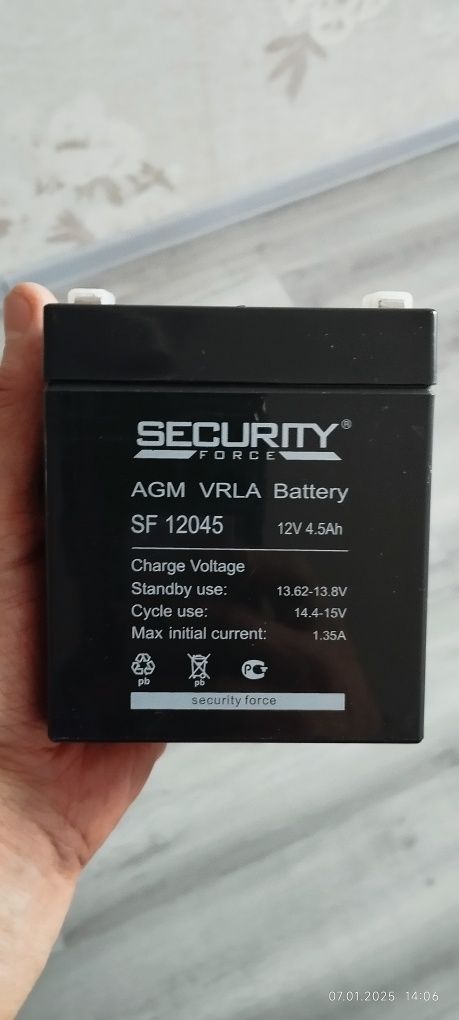 SECURITY®
FORCE
AGM VRLA Battery
SF 12045 12V 4.5Ah
Charge Voltage
Standby use: 13.62-13.8V
Cycle use: 14.4-15V
Max initial current: 1.35A
pb pb
security force
07.01.2025 14:06